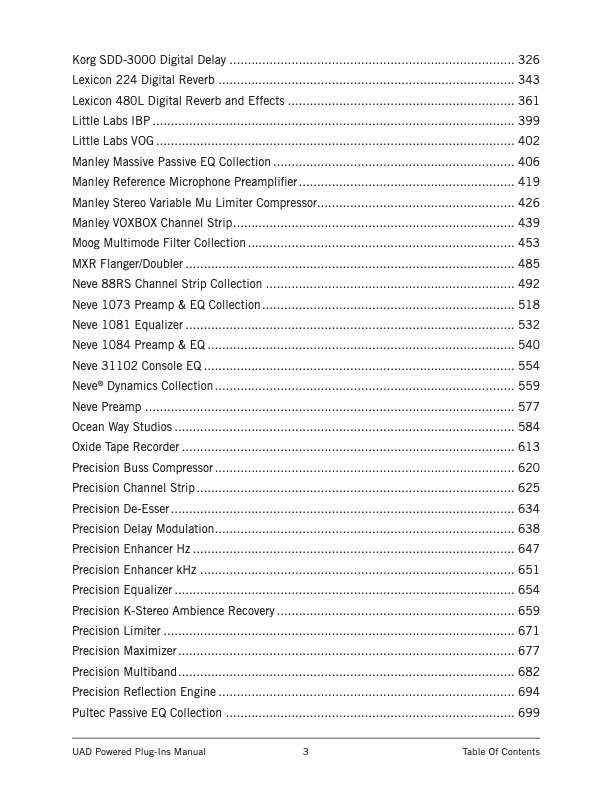 Korg SDD-3000 Digital Delay ................................................................................................ 326
Lexicon 224 Digital Reverb .................................................................................................... 343
Lexicon 480L Digital Reverb and Effects ............................................................................. 361
Little Labs IBP .......................................................................................................................... 399
Little Labs VOG ......................................................................................................................... 402
Manley Massive Passive EQ Collection ................................................................................. 406
Manley Reference Microphone Preamplifier ......................................................................... 419
Manley Stereo Variable Mu Limiter Compressor................................................................... 426
Manley VOXBOX Channel Strip............................................................................................... 439
Moog Multimode Filter Collection .......................................................................................... 453
MXR Flanger/Doubler ............................................................................................................... 485
Neve 88RS Channel Strip Collection .................................................................................... 492
Neve 1073 Preamp & EQ Collection ..................................................................................... 518
Neve 1081 Equalizer ............................................................................................................... 532
Neve 1084 Preamp & EQ ........................................................................................................ 540
Neve 31102 Console EQ ......................................................................................................... 554
Neve® Dynamics Collection ..................................................................................................... 559
Neve Preamp ............................................................................................................................ 577
Ocean Way Studios ................................................................................................................... 584
Oxide Tape Recorder ................................................................................................................ 613
Precision Buss Compressor ..................................................................................................... 620
Precision Channel Strip ........................................................................................................... 625
Precision De-Esser .................................................................................................................... 634
Precision Delay Modulation..................................................................................................... 638
Precision Enhancer Hz ............................................................................................................. 647
Precision Enhancer kHz .......................................................................................................... 651
Precision Equalizer ................................................................................................................... 654
Precision K-Stereo Ambience Recovery ................................................................................ 659
Precision Limiter ...................................................................................................................... 671
Precision Maximizer .................................................................................................................. 677
Precision Multiband .................................................................................................................. 682
Precision Reflection Engine .................................................................................................... 694
Pultec Passive EQ Collection .................................................................................................. 699
UAD Powered Plug-Ins Manual 3 Table Of Contents